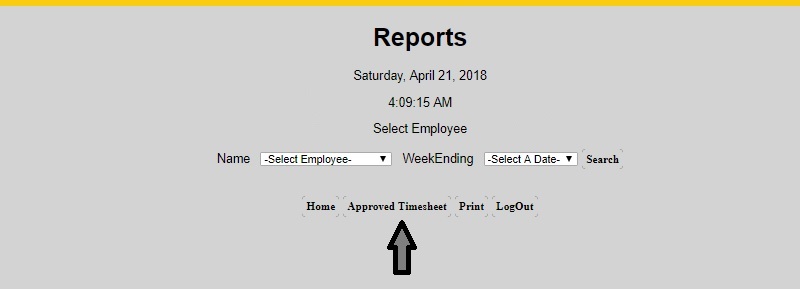 Reports
Saturday, April 21, 2018
4:09:15 AM
Select Employee
Name -Select Employee- WeekEnding -Select A Date- Search
Home Approved Timesheet Print LogOut